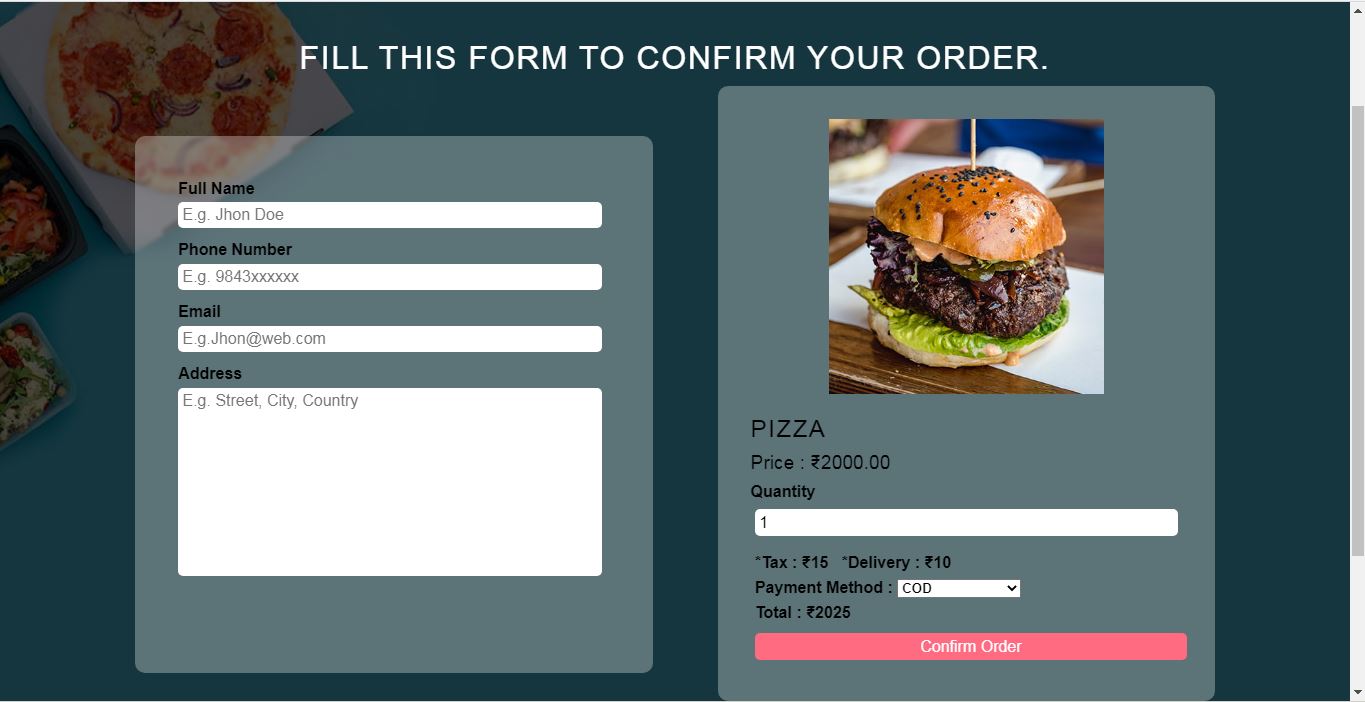 FILL THIS FORM TO CONFIRM YOUR ORDER.
Full Name
E.g. Jhon Doe
Phone Number
E.g. 9843xxxxxx
Email
E.g.Jhon@web.com
Address
E.g. Street, City, Country
PIZZA
Price : ₹2000.00
Quantity
1
*Tax : ₹15 *Delivery : ₹10
Payment Method : COD
Total : ₹2025
Confirm Order